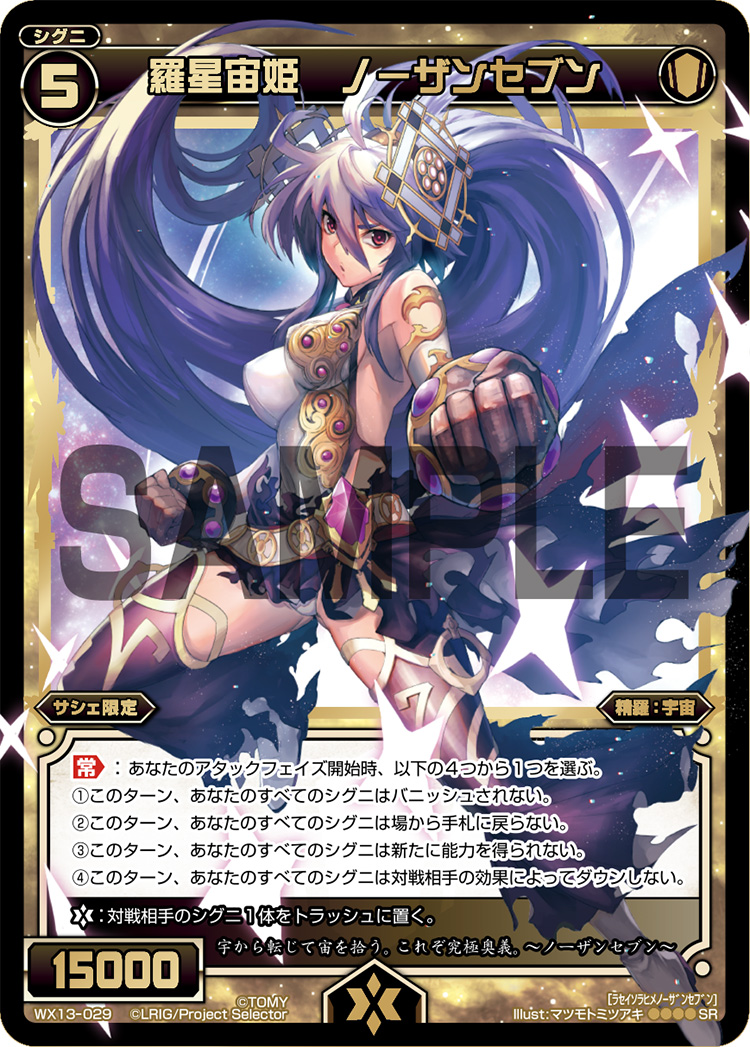 シグニ
5
羅星宙姫 ノーザンセブン
SAMPLE
サシェ限定
精羅:宇宙
常:あなたのアタックフェイズ開始時、以下の4つから1つを選ぶ。
①このターン、あなたのすべてのシグニはバニッシュされない。
②このターン、あなたのすべてのシグニは場から手札に戻らない。
③このターン、あなたのすべてのシグニは新たに能力を得られない。
④このターン、あなたのすべてのシグニは対戦相手の効果によってダウンしない。
:対戦相手のシグニ1体をトラッシュに置く。
宇から転じて宙を拾う。これぞ究極奥義。~ノーザンセブン~
15000
©TOMY
[ラセイソラヒメノーザンセブン]
WX13-029 ©LRIG/Project Selector
Illust:マツモトミツアキ
SR